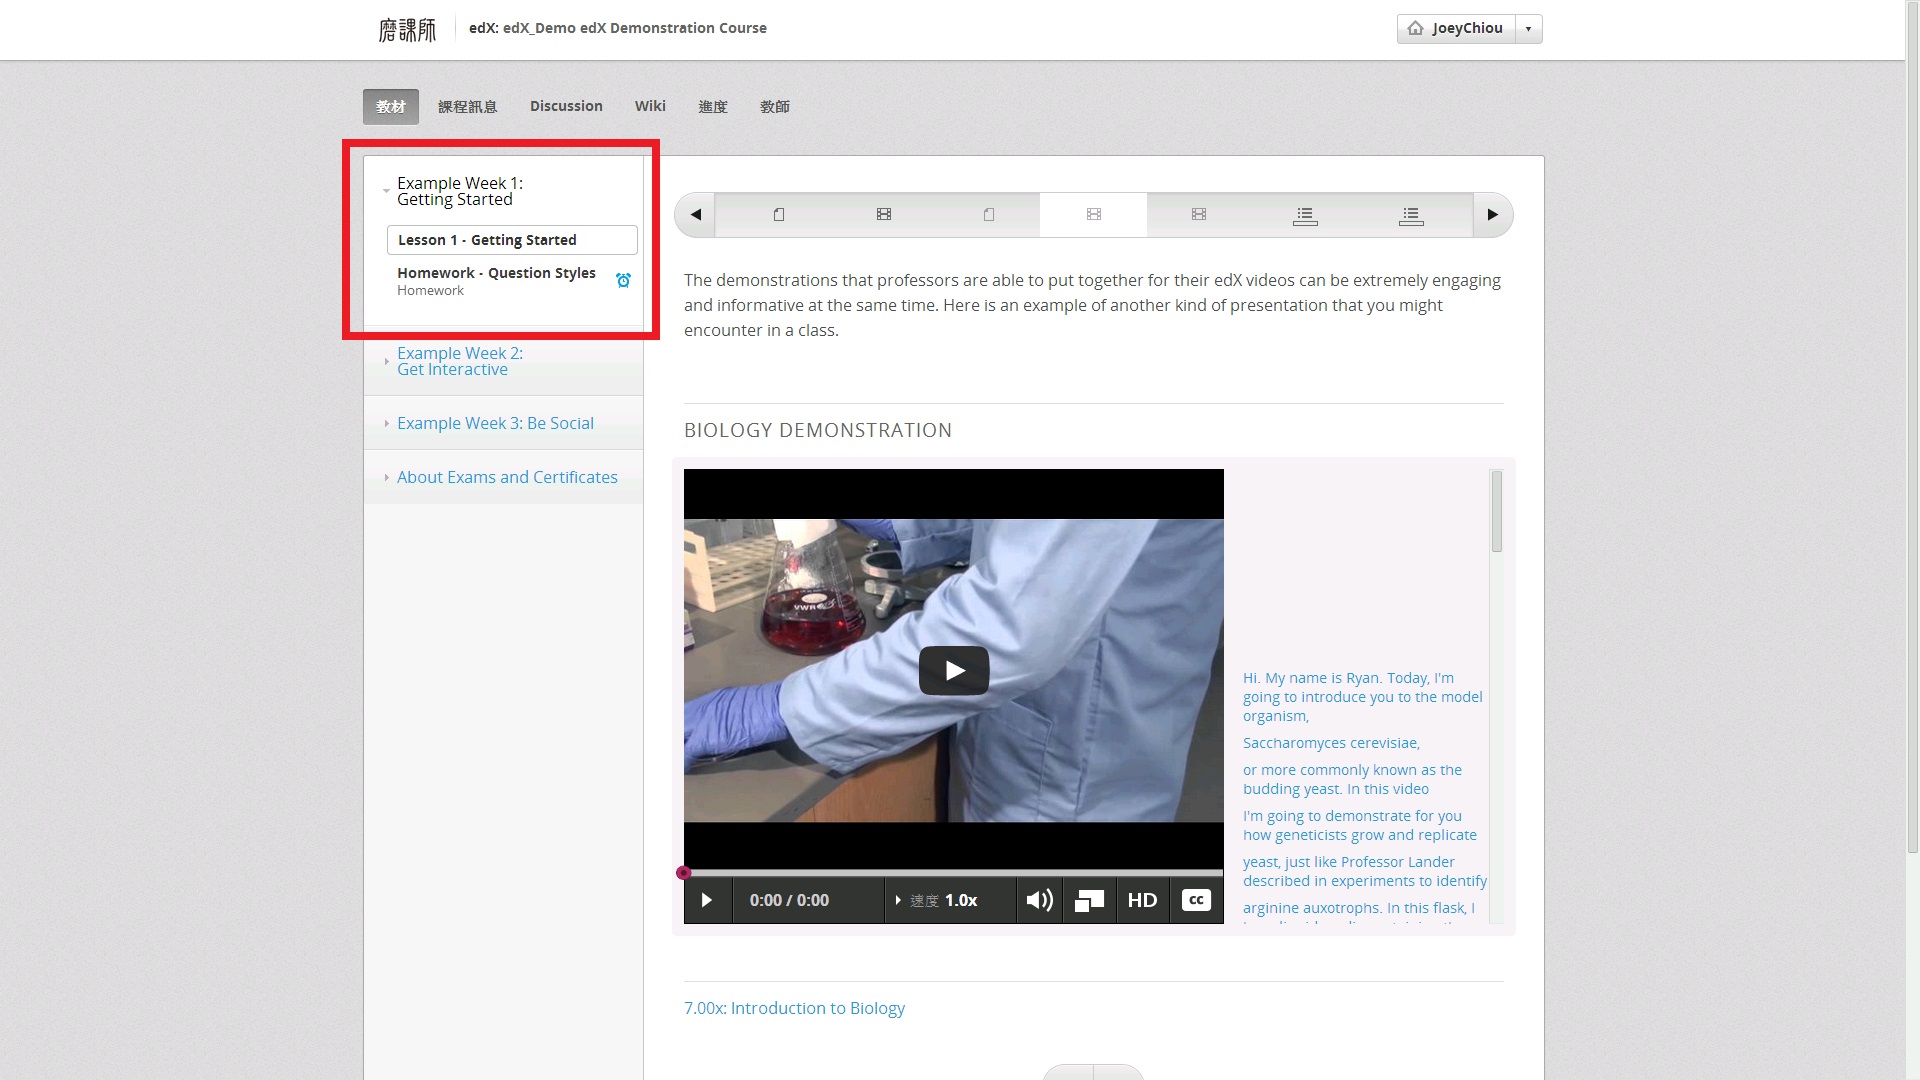 磨課師
edX: edX_Demo edX Demonstration Course
JoeyChiou
教材
課程訊息
Discussion
Wiki
進度
教師
Example Week 1:
Getting Started
Lesson 1 - Getting Started
Homework - Question Styles
Homework
Example Week 2:
Get Interactive
Example Week 3: Be Social
About Exams and Certificates
The demonstrations that professors are able to put together for their edX videos can be extremely engaging
and informative at the same time. Here is an example of another kind of presentation that you might
encounter in a class.
BIOLOGY DEMONSTRATION
VWR
Hi. My name is Ryan. Today, I'm
going to introduce you to the model
organism,
Saccharomyces cerevisiae,
or more commonly known as the
budding yeast. In this video
I'm going to demonstrate for you
how geneticists grow and replicate
yeast, just like Professor Lander
described in experiments to identify
arginine auxotrophs. In this flask, I
0:00 / 0:00
速度 1.0x
HD
cc
7.00x: Introduction to Biology